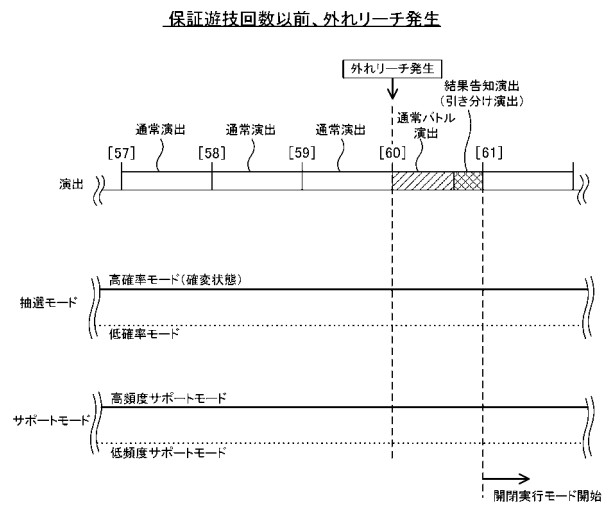 保証遊技回数以前、外れリーチ発生
外れリーチ発生
結果告知演出
(引き分け演出)
通常演出
通常演出
通常演出
通常バトル
演出
[57]
[58]
[59]
[60]
[61]
演出
高確率モード(確変状態)
抽選モード
低確率モード
高頻度サポートモード
サポートモード
低頻度サポートモード
開閉実行モード開始